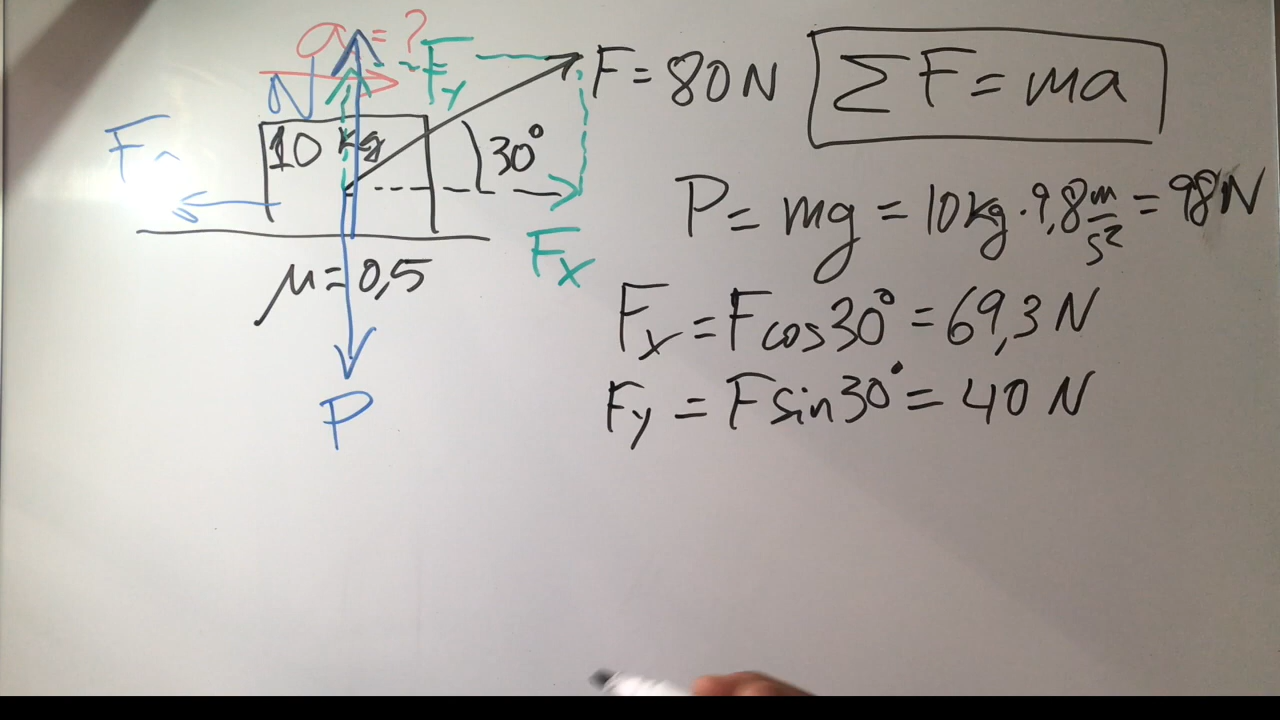 a = ?
N
Fy
F = 80 N
ΣF = ma
F
10 kg
30°
P = mg = 10 kg · 9,8 m/s² = 98 N
Fx
μ = 0,5
Fx = F cos 30° = 69,3 N
P
Fy = F sin 30° = 40 N